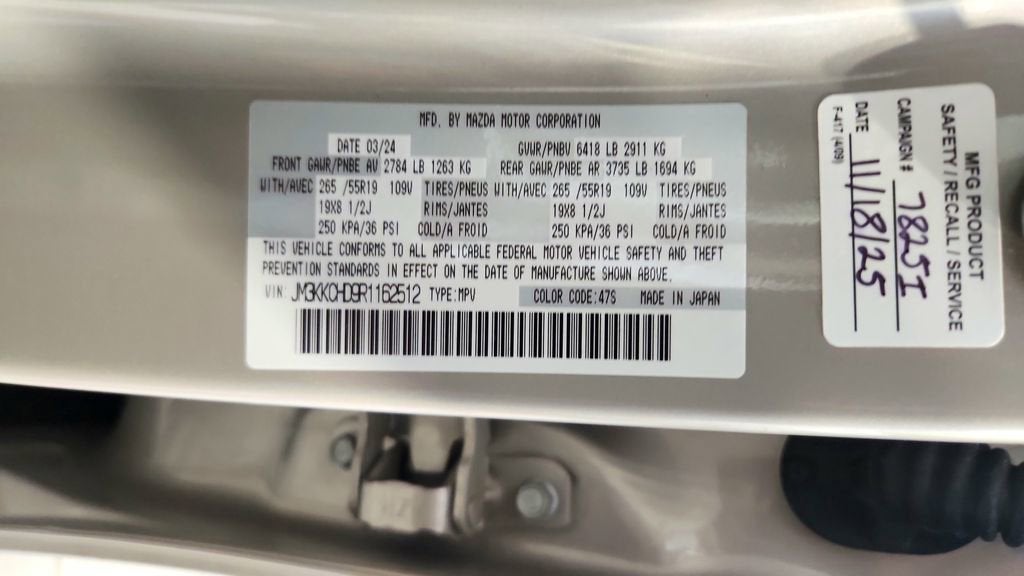 MFD. BY MAZDA MOTOR CORPORATION
DATE 03/24 GVWR/PNBV 6418 LB 2911 KG
FRONT GAWR/PNBE AV 2784 LB 1263 KG REAR GAWR/PNBE AR 3735 LB 1694 KG
WITH/AVEC 265 /55R19 109V TIRES/PNEUS WITH/AVEC 265 /55R19 109V TIRES/PNEUS
19X8 1/2J RIMS/JANTES 19X8 1/2J RIMS/JANTES
250 KPA/36 PSI COLD/A FROID 250 KPA/36 PSI COLD/A FROID
THIS VEHICLE CONFORMS TO ALL APPLICABLE FEDERAL MOTOR VEHICLE SAFETY AND THEFT
PREVENTION STANDARDS IN EFFECT ON THE DATE OF MANUFACTURE SHOWN ABOVE.
VIN: JM3KKCHD9R1162512 TYPE:MPV COLOR CODE:47S MADE IN JAPAN
MFG PRODUCT
SAFETY / RECALL / SERVICE
CAMPAIGN # 7825I
DATE 11/18/25
F-417 (4/09)